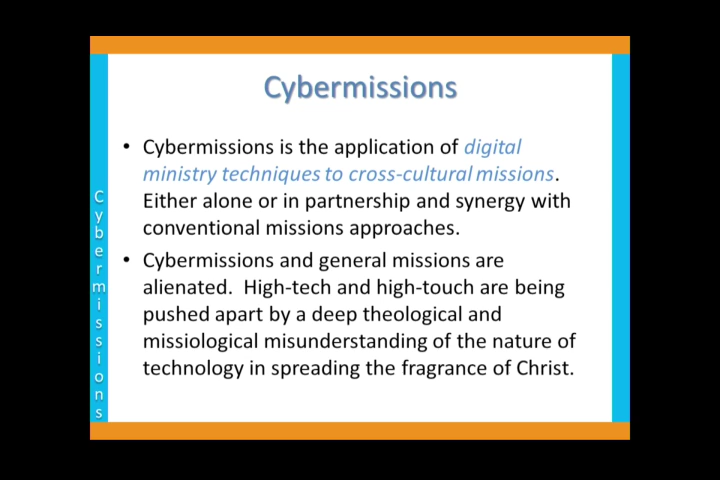 Cybermissions
• Cybermissions is the application of digital
ministry techniques to cross-cultural missions.
Either alone or in partnership and synergy with
conventional missions approaches.
• Cybermissions and general missions are
alienated. High-tech and high-touch are being
pushed apart by a deep theological and
missiological misunderstanding of the nature of
technology in spreading the fragrance of Christ.
Cybermissions